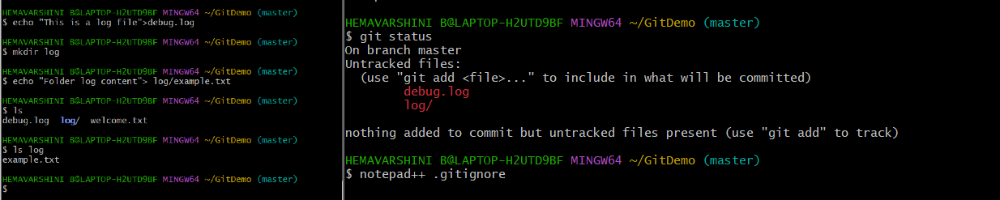 HEMAVARSHINI B@LAPTOP-H2UTD9BF MINGW64 ~/GitDemo (master)
$ echo "This is a log file">debug.log
HEMAVARSHINI B@LAPTOP-H2UTD9BF MINGW64 ~/GitDemo (master)
$ mkdir log
HEMAVARSHINI B@LAPTOP-H2UTD9BF MINGW64 ~/GitDemo (master)
$ echo "Folder log content"> log/example.txt
HEMAVARSHINI B@LAPTOP-H2UTD9BF MINGW64 ~/GitDemo (master)
$ ls
debug.log  log/  welcome.txt
HEMAVARSHINI B@LAPTOP-H2UTD9BF MINGW64 ~/GitDemo (master)
$ ls log
example.txt
HEMAVARSHINI B@LAPTOP-H2UTD9BF MINGW64 ~/GitDemo (master)
$
HEMAVARSHINI B@LAPTOP-H2UTD9BF MINGW64 ~/GitDemo (master)
$ git status
On branch master
Untracked files:
  (use "git add <file>..." to include in what will be committed)
        debug.log
        log/
nothing added to commit but untracked files present (use "git add" to track)
HEMAVARSHINI B@LAPTOP-H2UTD9BF MINGW64 ~/GitDemo (master)
$ notepad++ .gitignore